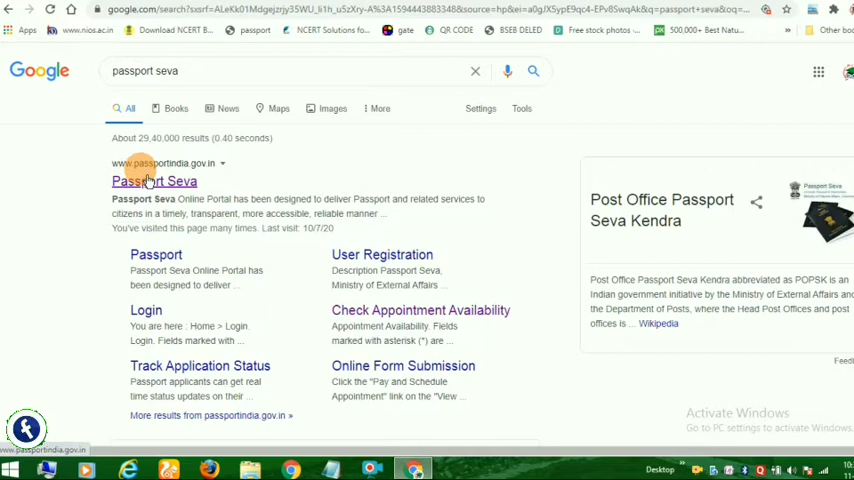 google.com/search?sxsrf=ALeKk01Mdgejzrjy35WU_li1h_u5zXry-A%3A1594443883348&source=hp&ei=a0gJX5ypE9qc4-EPv8SwqAk&q=passport+seva&oq=...
Apps www.nios.ac.in Download NCERT B... passport NCERT Solutions fo... gate QR CODE BSEB DELED Free stock photos -... 500,000+ Best Natu... » Other boo
Google passport seva
All Books News Maps Images More Settings Tools
About 29,40,000 results (0.40 seconds)
www.passportindia.gov.in
Passport Seva
Passport Seva Online Portal has been designed to deliver Passport and related services to
citizens in a timely, transparent, more accessible, reliable manner ...
You've visited this page many times. Last visit: 10/7/20
Passport
Passport Seva Online Portal has
been designed to deliver ...
User Registration
Description Passport Seva,
Ministry of External Affairs ...
Login
You are here : Home > Login.
Login. Fields marked with ...
Check Appointment Availability
Appointment Availability. Fields
marked with asterisk (*) are ...
Track Application Status
Passport applicants can get real
time status updates on their ...
Online Form Submission
Click the "Pay and Schedule
Appointment" link on the "View ...
More results from passportindia.gov.in »
Post Office Passport
Seva Kendra
Passport Seva
Post Office Passport Seva Kendra abbreviated as POPSK is an
Indian government initiative by the Ministry of External Affairs and
the Department of Posts, where the Head Post Offices and post
offices is ... Wikipedia
Feedb
Activate Windows
Go to PC settings to activate Windows.
www.passportindia.gov.in
Desktop » 10:
11-